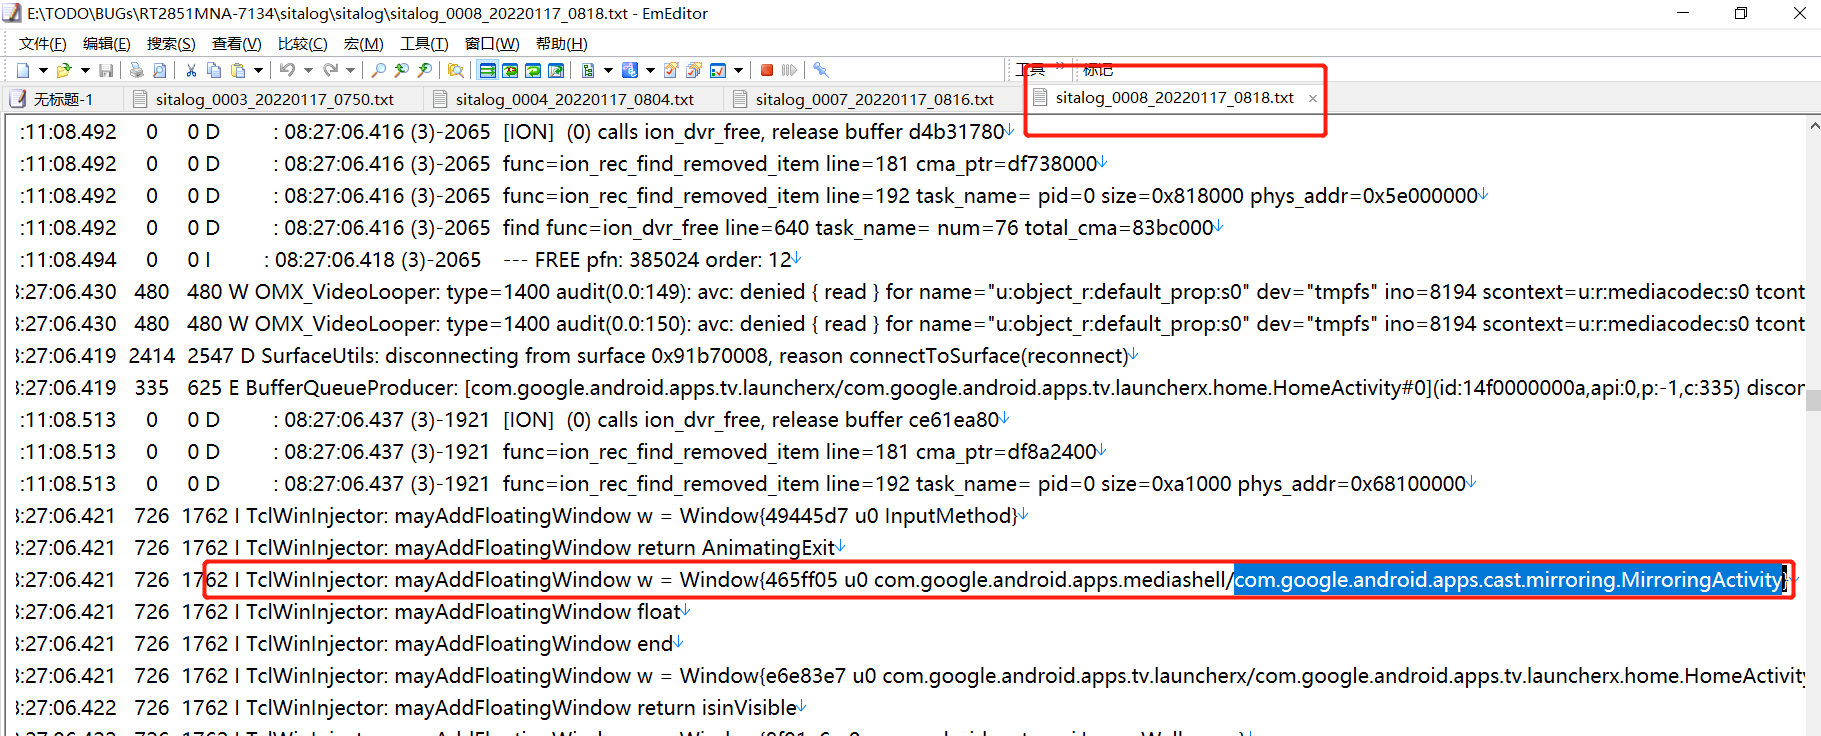 E:\TODO\BUGs\RT2851MNA-7134\sitalog\sitalog\sitalog_0008_20220117_0818.txt - EmEditor
文件(F) 编辑(E) 搜索(S) 查看(V) 比较(C) 宏(M) 工具(T) 窗口(W) 帮助(H)
工具 » 标记
无标题-1 sitalog_0003_20220117_0750.txt sitalog_0004_20220117_0804.txt sitalog_0007_20220117_0816.txt sitalog_0008_20220117_0818.txt ×
:11:08.492 0 0 D : 08:27:06.416 (3)-2065 [ION] (0) calls ion_dvr_free, release buffer d4b31780↓
:11:08.492 0 0 D : 08:27:06.416 (3)-2065 func=ion_rec_find_removed_item line=181 cma_ptr=df738000↓
:11:08.492 0 0 D : 08:27:06.416 (3)-2065 func=ion_rec_find_removed_item line=192 task_name= pid=0 size=0x818000 phys_addr=0x5e000000↓
:11:08.492 0 0 D : 08:27:06.416 (3)-2065 find func=ion_dvr_free line=640 task_name= num=76 total_cma=83bc000↓
:11:08.494 0 0 I : 08:27:06.418 (3)-2065 --- FREE pfn: 385024 order: 12↓
3:27:06.430 480 480 W OMX_VideoLooper: type=1400 audit(0.0:149): avc: denied { read } for name="u:object_r:default_prop:s0" dev="tmpfs" ino=8194 scontext=u:r:mediacodec:s0 tcont
3:27:06.430 480 480 W OMX_VideoLooper: type=1400 audit(0.0:150): avc: denied { read } for name="u:object_r:default_prop:s0" dev="tmpfs" ino=8194 scontext=u:r:mediacodec:s0 tcont
3:27:06.419 2414 2547 D SurfaceUtils: disconnecting from surface 0x91b70008, reason connectToSurface(reconnect)↓
3:27:06.419 335 625 E BufferQueueProducer: [com.google.android.apps.tv.launcherx/com.google.android.apps.tv.launcherx.home.HomeActivity#0](id:14f0000000a,api:0,p:-1,c:335) discon
:11:08.513 0 0 D : 08:27:06.437 (3)-1921 [ION] (0) calls ion_dvr_free, release buffer ce61ea80↓
:11:08.513 0 0 D : 08:27:06.437 (3)-1921 func=ion_rec_find_removed_item line=181 cma_ptr=df8a2400↓
:11:08.513 0 0 D : 08:27:06.437 (3)-1921 func=ion_rec_find_removed_item line=192 task_name= pid=0 size=0xa1000 phys_addr=0x68100000↓
3:27:06.421 726 1762 I TclWinInjector: mayAddFloatingWindow w = Window{49445d7 u0 InputMethod}↓
3:27:06.421 726 1762 I TclWinInjector: mayAddFloatingWindow return AnimatingExit↓
3:27:06.421 726 1762 I TclWinInjector: mayAddFloatingWindow w = Window{465ff05 u0 com.google.android.apps.mediashell/com.google.android.apps.cast.mirroring.MirroringActivity}↓
3:27:06.421 726 1762 I TclWinInjector: mayAddFloatingWindow float↓
3:27:06.421 726 1762 I TclWinInjector: mayAddFloatingWindow end↓
3:27:06.421 726 1762 I TclWinInjector: mayAddFloatingWindow w = Window{e6e83e7 u0 com.google.android.apps.tv.launcherx/com.google.android.apps.tv.launcherx.home.HomeActivity
3:27:06.422 726 1762 I TclWinInjector: mayAddFloatingWindow return isinVisible↓